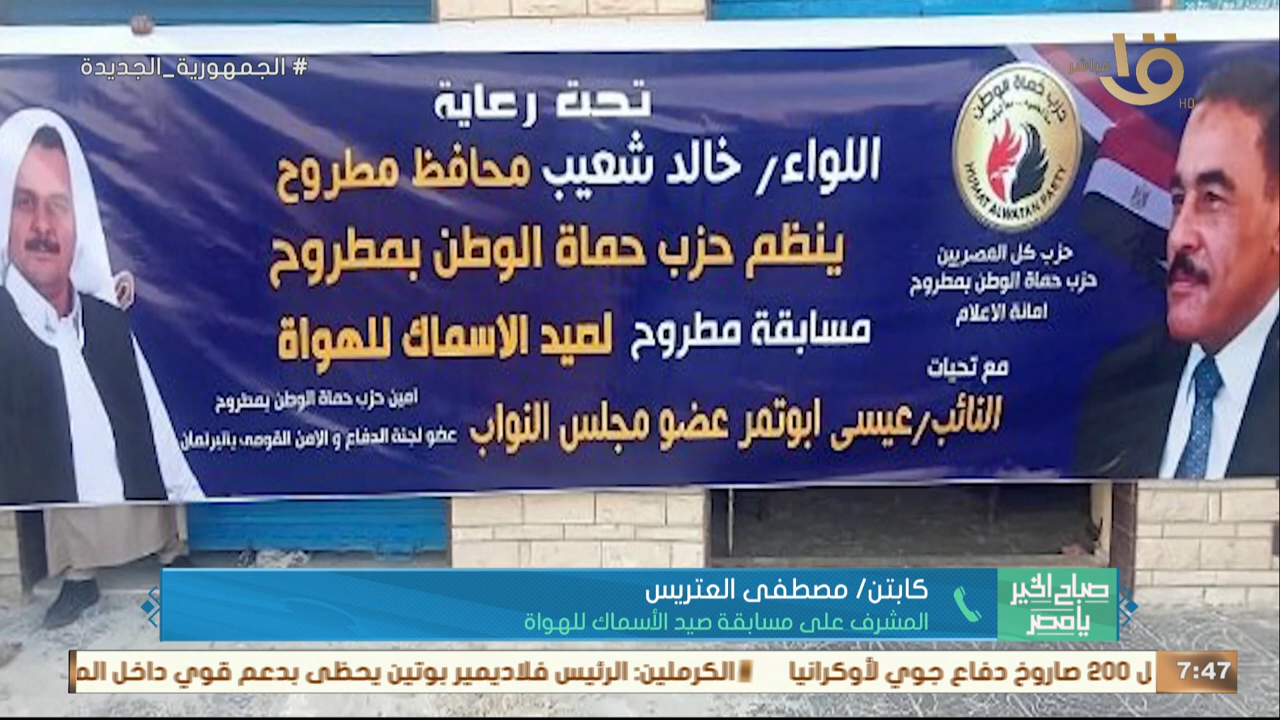 # الجمهورية_الجديدة
مباشر
HD
تحت رعاية
اللواء/ خالد شعيب محافظ مطروح
ينظم حزب حماة الوطن بمطروح
مسابقة مطروح لصيد الاسماك للهواة
مع تحيات
النائب/عيسى ابوتمر عضو مجلس النواب
امين حزب حماة الوطن بمطروح
عضو لجنة الدفاع و الامن القومى بالبرلمان
حزب حماة الوطن
HUMAT ALWATAN PARTY
حزب كل المصريين
حزب حماة الوطن بمطروح
امانة الاعلام
صباح الخير
يا مصر
كابتن/ مصطفى العتريس
المشرف على مسابقة صيد الأسماك للهواة
ل 200 صاروخ دفاع جوي لأوكرانيا
الكرملين: الرئيس فلاديمير بوتين يحظى بدعم قوي داخل الم
7:47